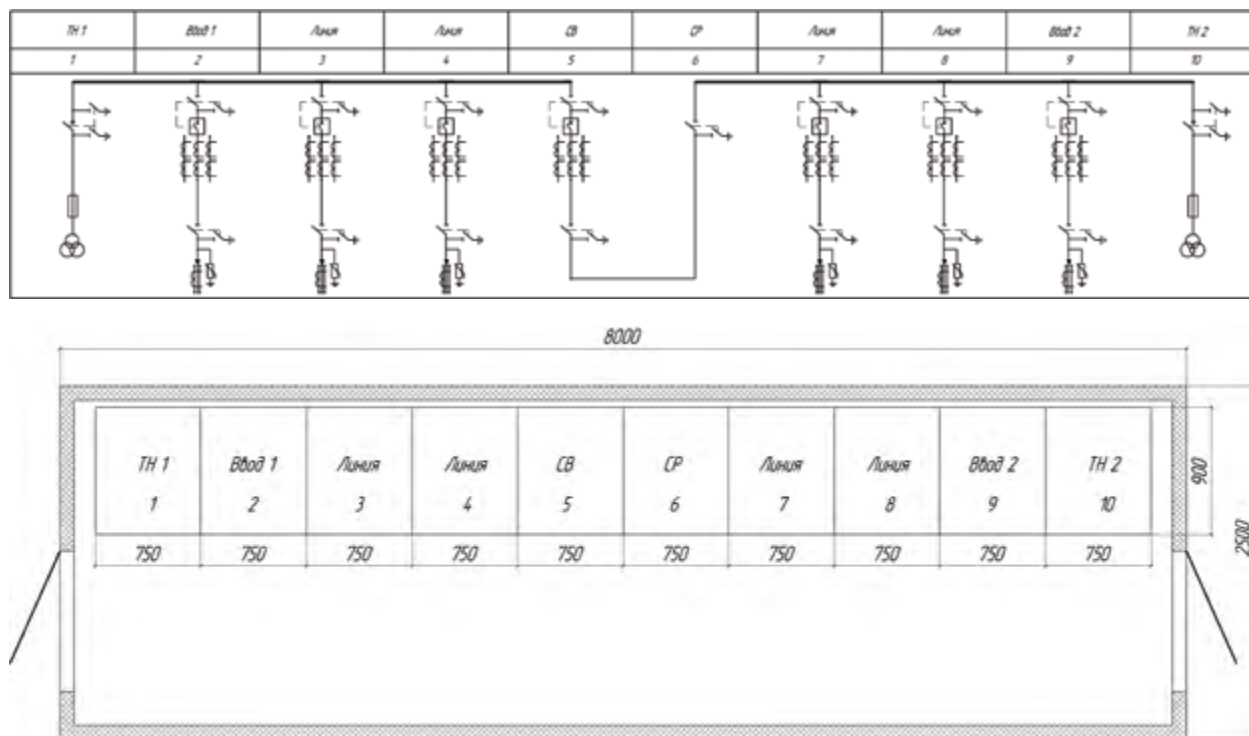 ТН 1 Ввод 1 Линия Линия СВ СР Линия Линия Ввод 2 ТН 2
1 2 3 4 5 6 7 8 9 10
8000
ТН 1 Ввод 1 Линия Линия СВ СР Линия Линия Ввод 2 ТН 2
1 2 3 4 5 6 7 8 9 10
900
2500
750 750 750 750 750 750 750 750 750 750